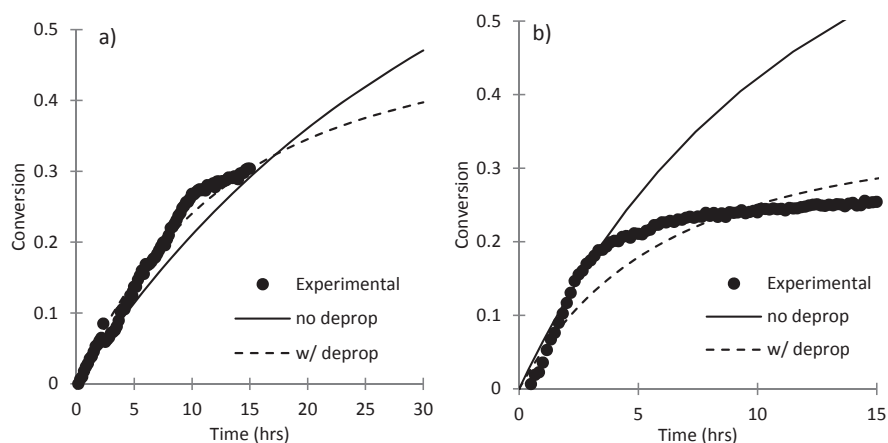 a)
0.5
0.4
0.3
0.2
0.1
0
Conversion
Experimental
no deprop
w/ deprop
0 5 10 15 20 25 30
Time (hrs)
b)
0.5
0.4
0.3
0.2
0.1
0.0
Conversion
Experimental
no deprop
w/ deprop
0 5 10 15
Time (hrs)